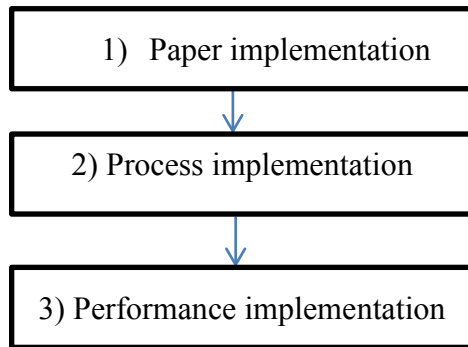 1) Paper implementation
2) Process implementation
3) Performance implementation